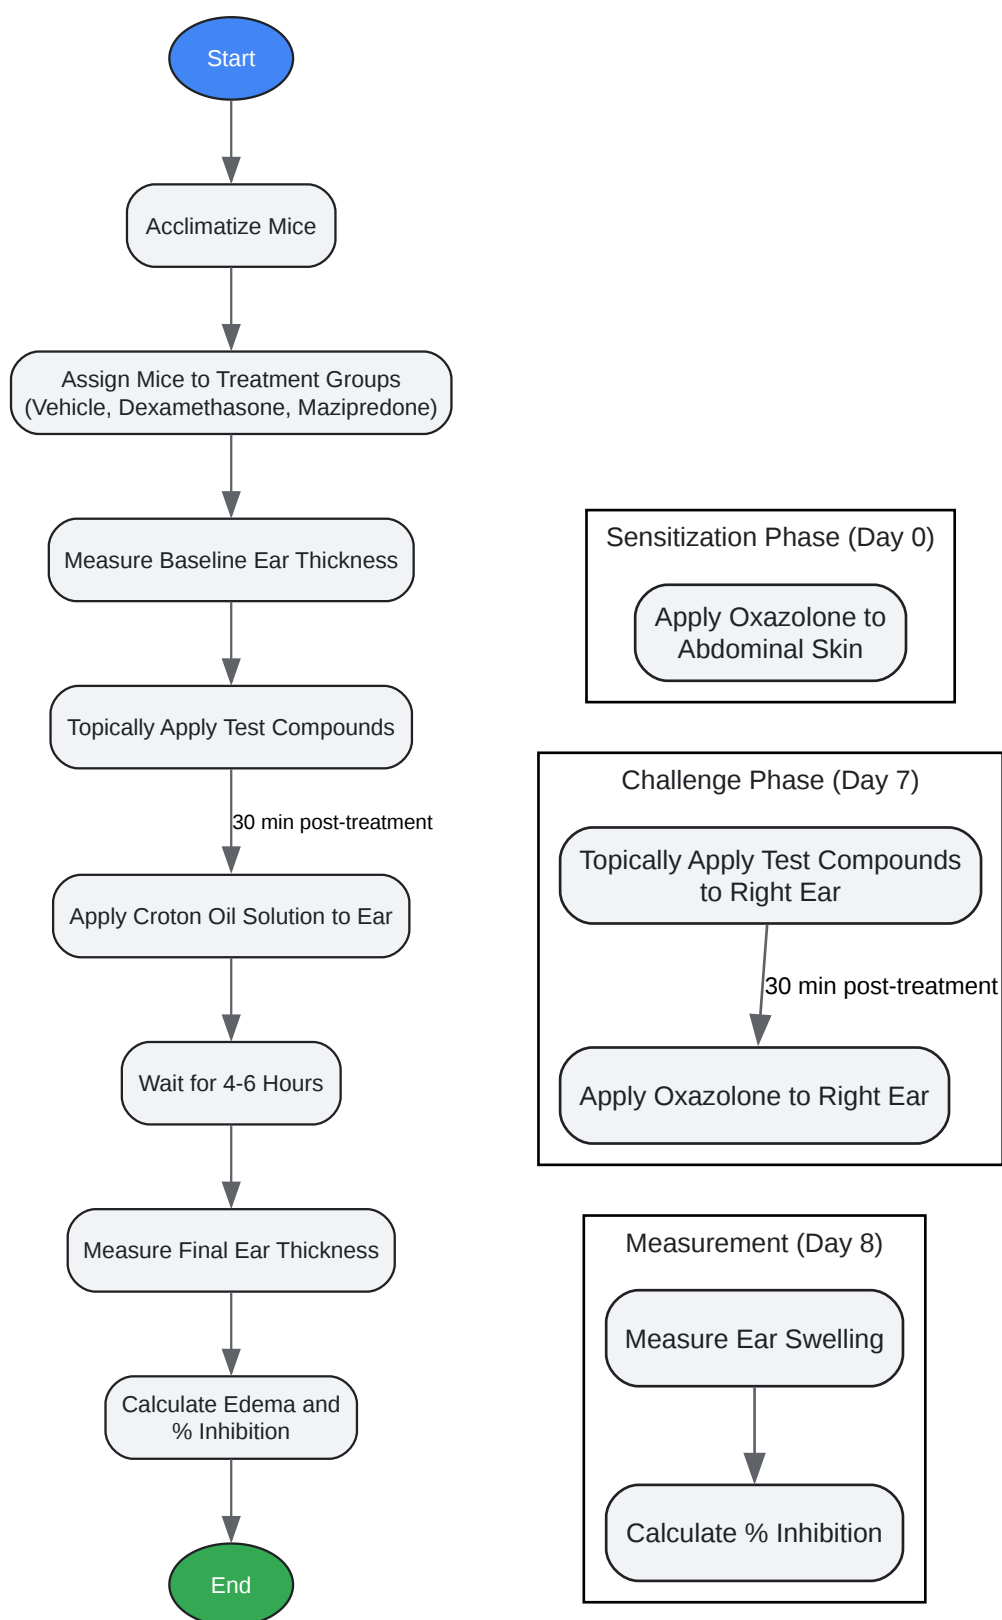 Start
Acclimatize Mice
Assign Mice to Treatment Groups
(Vehicle, Dexamethasone, Mazipredone)
Measure Baseline Ear Thickness
Topically Apply Test Compounds
30 min post-treatment
Apply Croton Oil Solution to Ear
Wait for 4-6 Hours
Measure Final Ear Thickness
Calculate Edema and
% Inhibition
End
Sensitization Phase (Day 0)
Apply Oxazolone to
Abdominal Skin
Challenge Phase (Day 7)
Topically Apply Test Compounds
to Right Ear
30 min post-treatment
Apply Oxazolone to Right Ear
Measurement (Day 8)
Measure Ear Swelling
Calculate % Inhibition